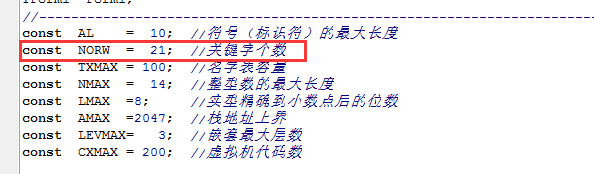 //----------------------------------------------------------------
const  AL    =  10;  //符号（标识符）的最大长度
const  NORW  =  21;  //关键字个数
const  TXMAX = 100;  //名字表容量
const  NMAX  =  14;  //整型数的最大长度
const  LMAX  =8;     //实型精确到小数点后的位数
const  AMAX  =2047;  //栈地址上界
const  LEVMAX=   3;  //嵌套最大层数
const  CXMAX = 200;  //虚拟机代码数